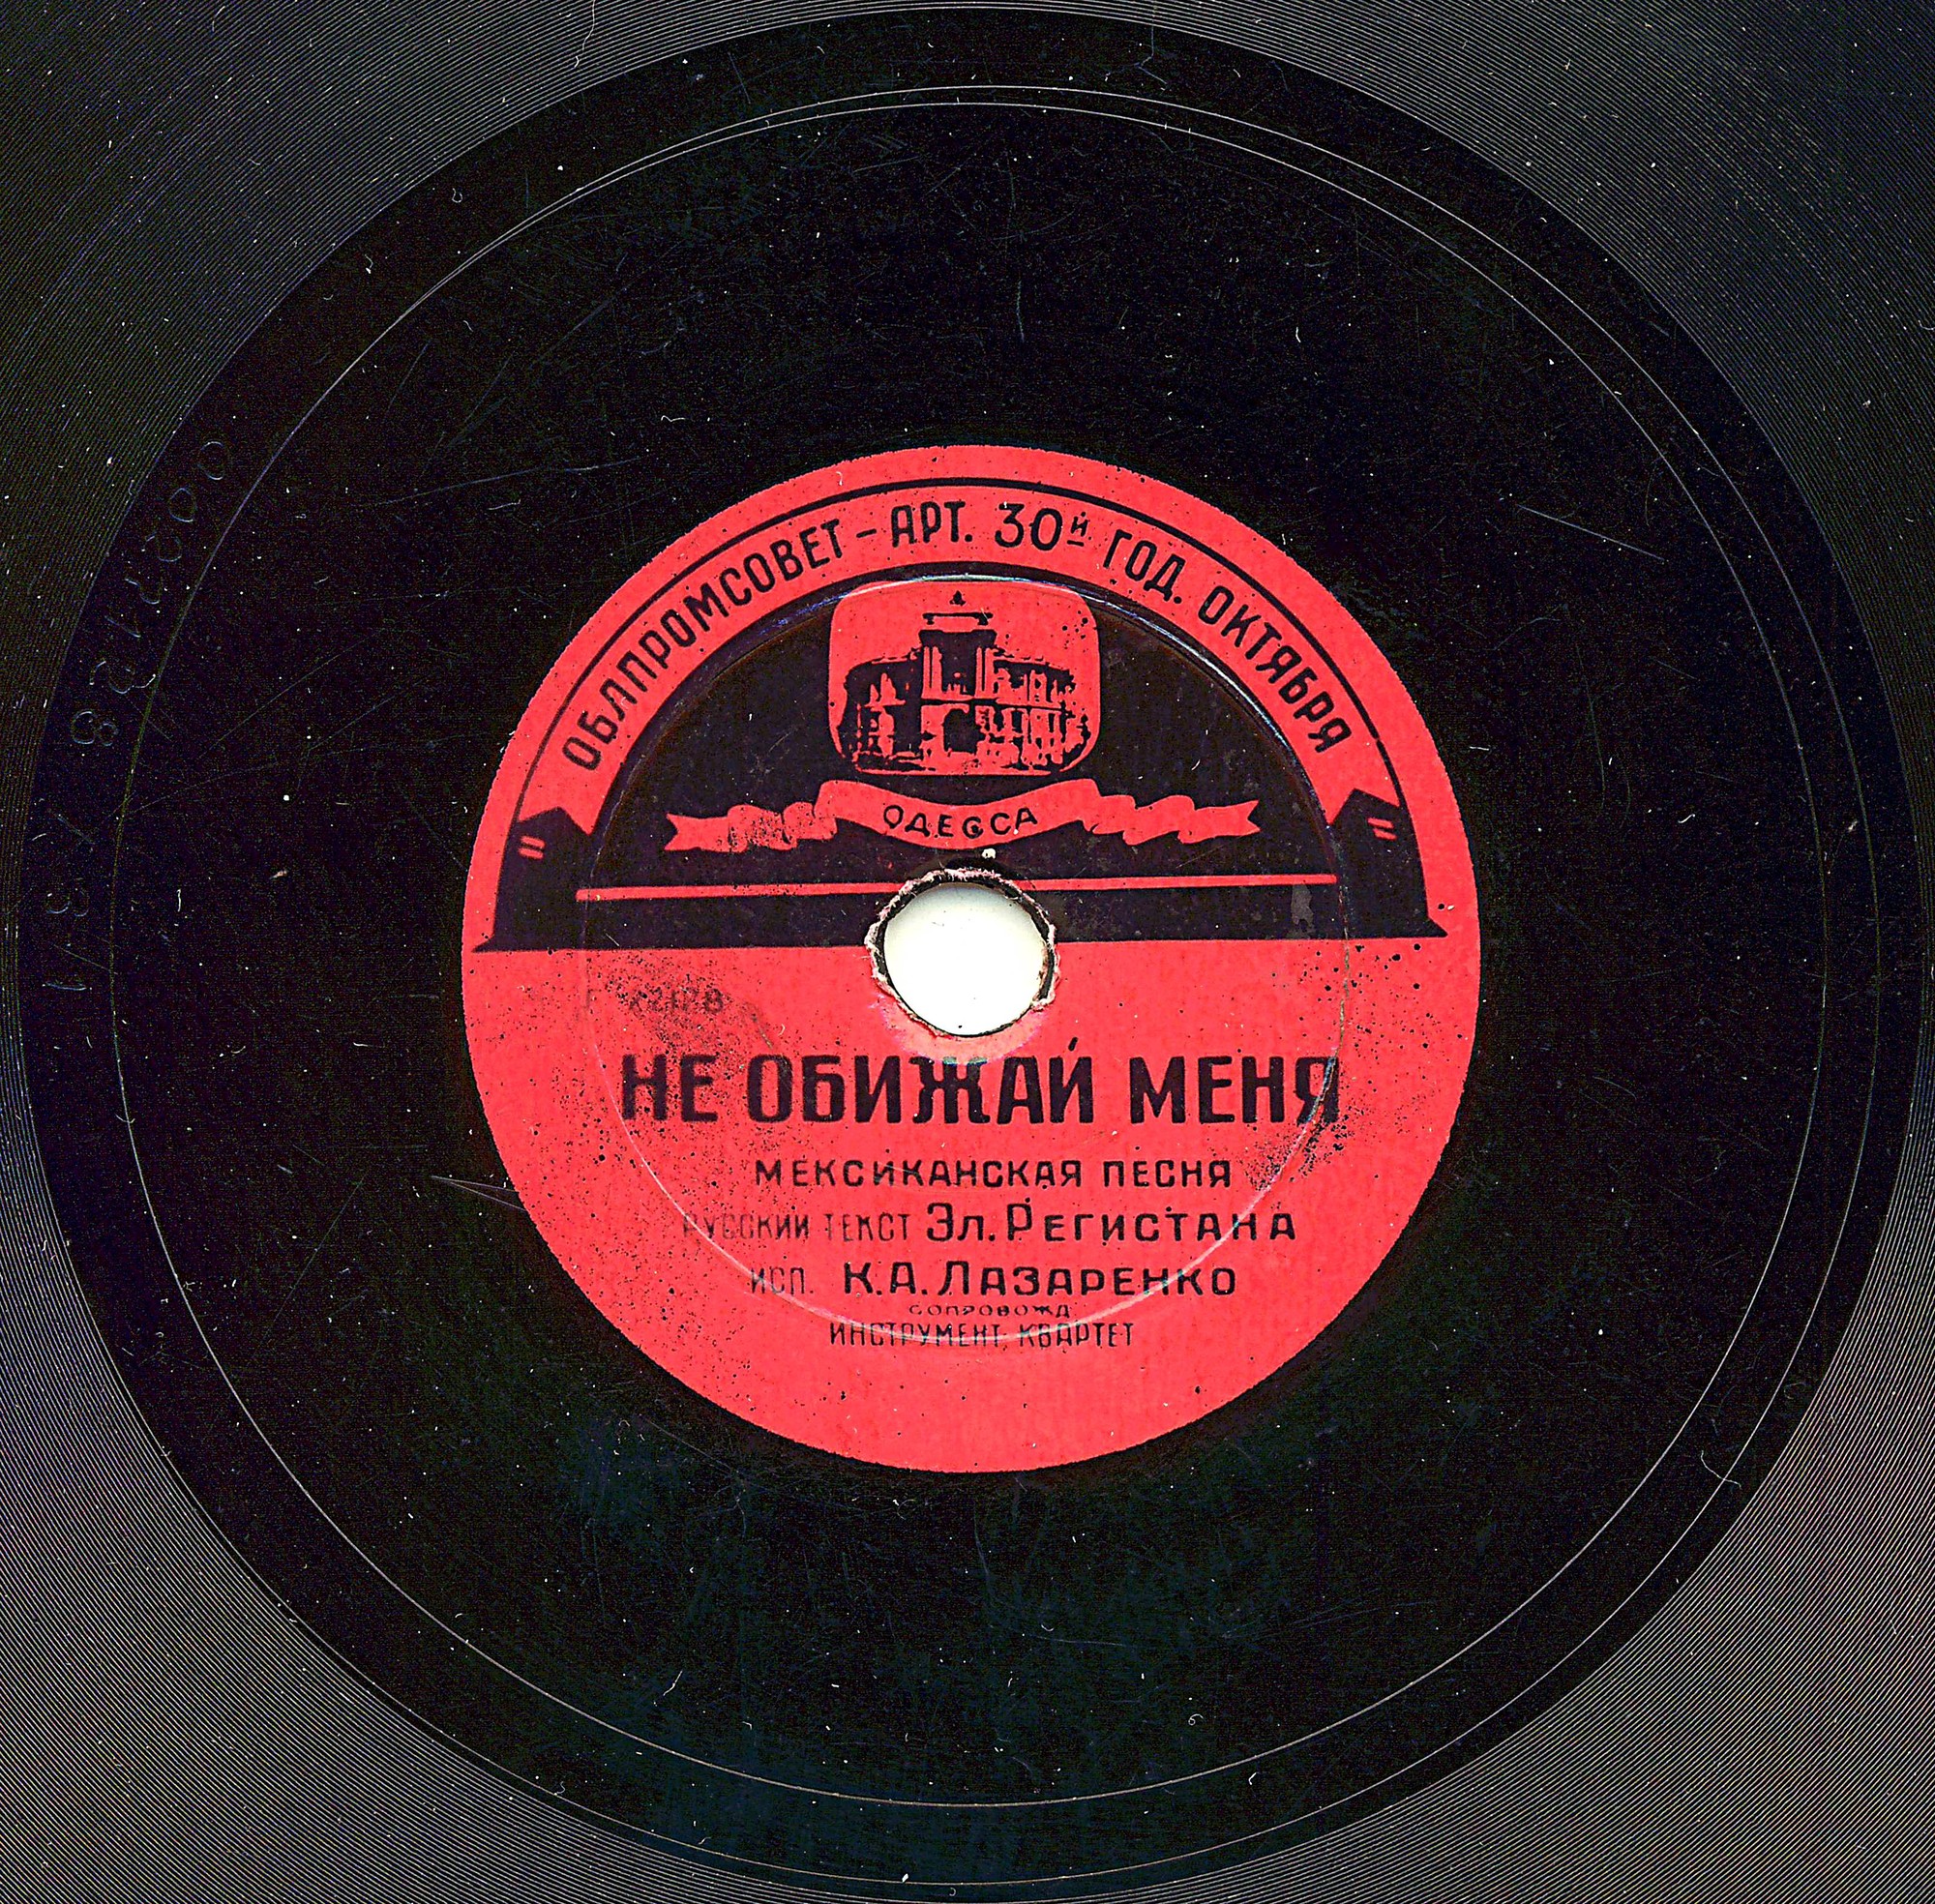 ОБЛПРОМСОВЕТ – АРТ. 30й ГОД. ОКТЯБРЯ
ОДЕССА
НЕ ОБИЖАЙ МЕНЯ
МЕКСИКАНСКАЯ ПЕСНЯ
РУССКИЙ ТЕКСТ Эл. РЕГИСТАНА
ИСП. К.А. ЛАЗАРЕНКО
СОПРОВОЖД
ИНСТРУМЕНТ. КВАРТЕТ